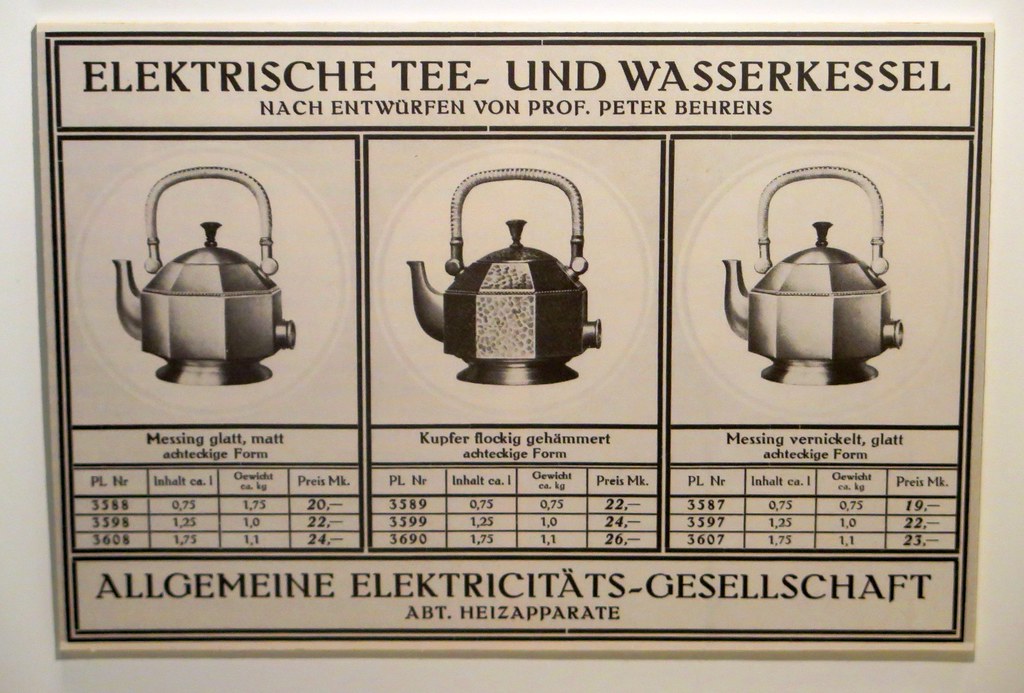 ELEKTRISCHE TEE- UND WASSERKESSEL
NACH ENTWÜRFEN VON PROF. PETER BEHRENS
Messing glatt, matt
achteckige Form
PL Nr Inhalt ca. l Gewicht ca. kg Preis Mk.
3588 0,75 1,75 20,—
3598 1,25 1,0 22,—
3608 1,75 1,1 24,—
Kupfer flockig gehämmert
achteckige Form
PL Nr Inhalt ca. l Gewicht ca. kg Preis Mk.
3589 0,75 0,75 22,—
3599 1,25 1,0 24,—
3690 1,75 1,1 26,—
Messing vernickelt, glatt
achteckige Form
PL Nr Inhalt ca. l Gewicht ca. kg Preis Mk.
3587 0,75 0,75 19,—
3597 1,25 1,0 22,—
3607 1,75 1,1 23,—
ALLGEMEINE ELEKTRICITÄTS-GESELLSCHAFT
ABT. HEIZAPPARATE